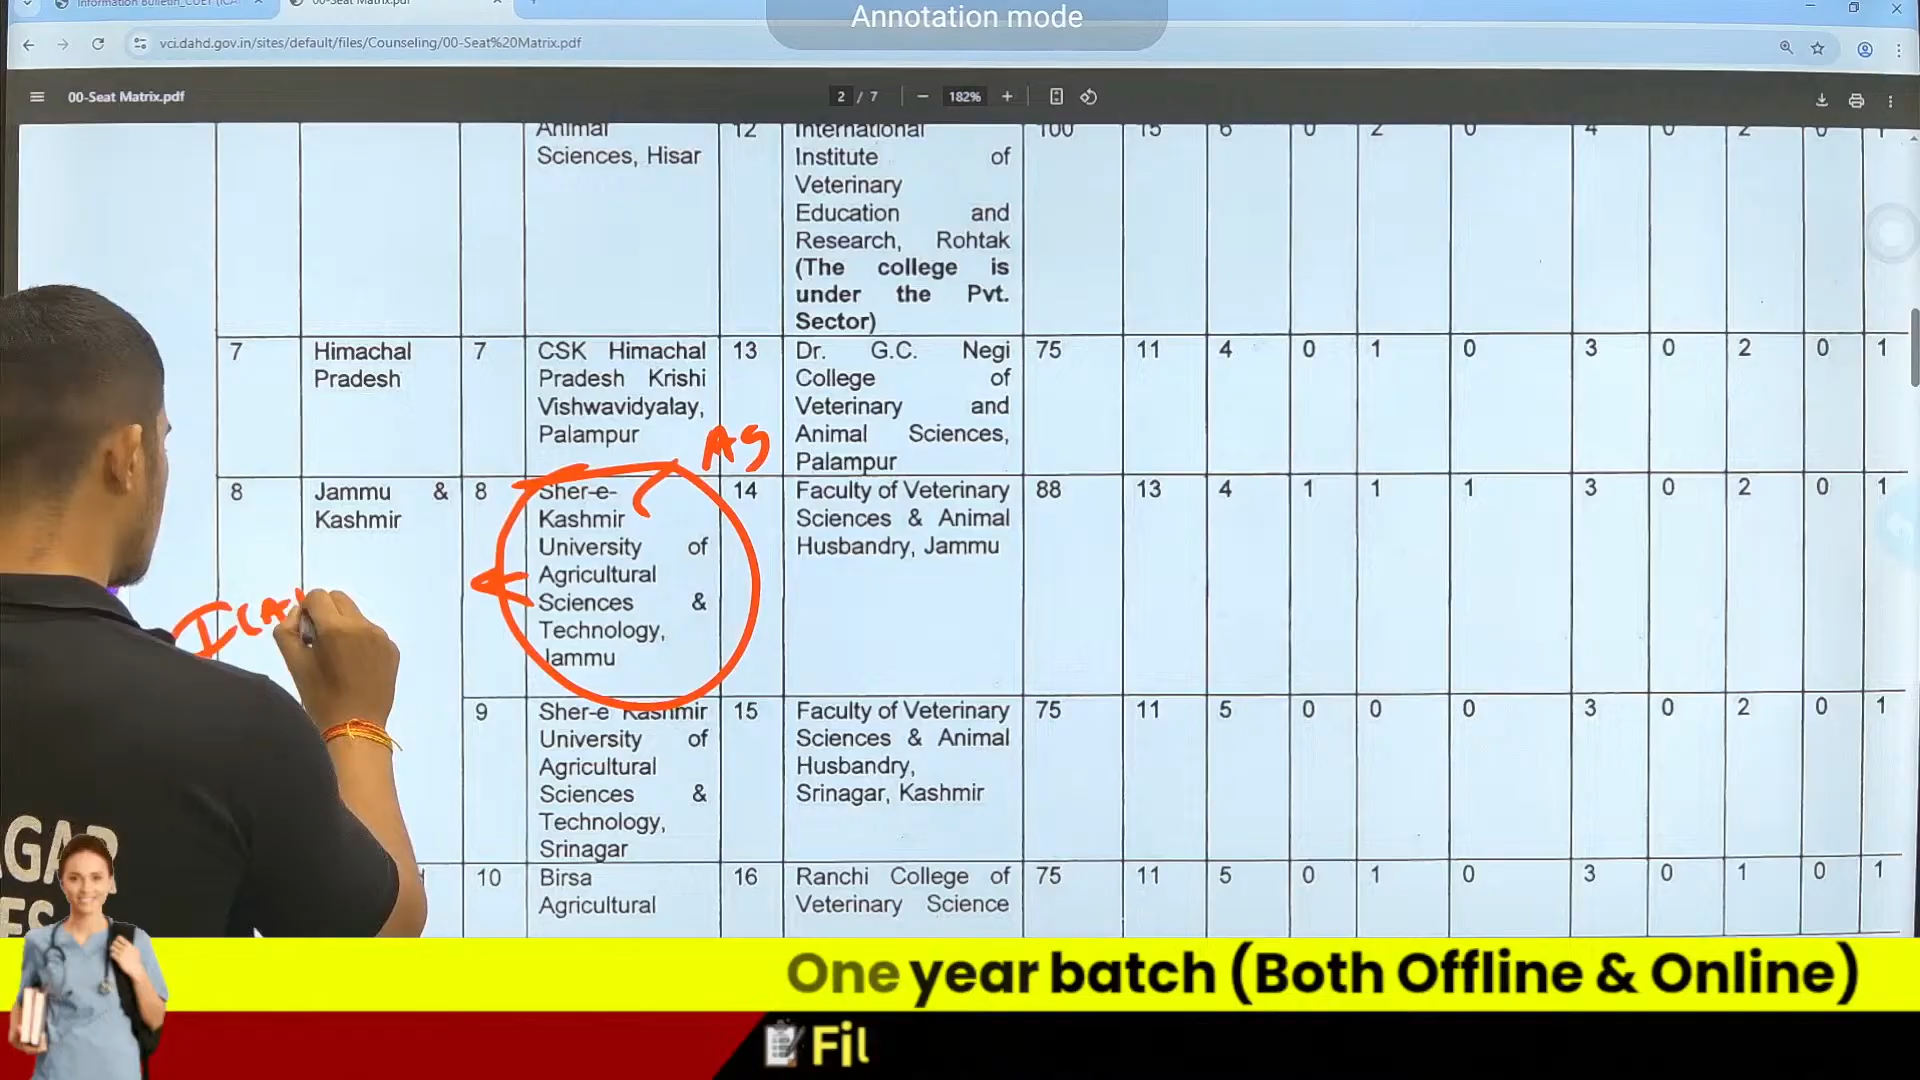 Information Bulletin_CUET (ICA
00-Seat Matrix.pdf
Annotation mode
vci.dahd.gov.in/sites/default/files/Counseling/00-Seat%20Matrix.pdf
00-Seat Matrix.pdf
2 / 7
182%
Animal Sciences, Hisar 12 International Institute of Veterinary Education and Research, Rohtak (The college is under the Pvt. Sector) 100 15 6 0 2 0 4 0 2 0 1
7 Himachal Pradesh 7 CSK Himachal Pradesh Krishi Vishwavidyalay, Palampur 13 Dr. G.C. Negi College of Veterinary and Animal Sciences, Palampur 75 11 4 0 1 0 3 0 2 0 1
AG
8 Jammu & Kashmir 8 Sher-e-Kashmir University of Agricultural Sciences & Technology, Jammu 14 Faculty of Veterinary Sciences & Animal Husbandry, Jammu 88 13 4 1 1 1 3 0 2 0 1
ICA
9 Sher-e Kashmir University of Agricultural Sciences & Technology, Srinagar 15 Faculty of Veterinary Sciences & Animal Husbandry, Srinagar, Kashmir 75 11 5 0 0 0 3 0 2 0 1
10 Birsa Agricultural 16 Ranchi College of Veterinary Science 75 11 5 0 1 0 3 0 1 0 1
GAR
ES
One year batch (Both Offline & Online)
Fil